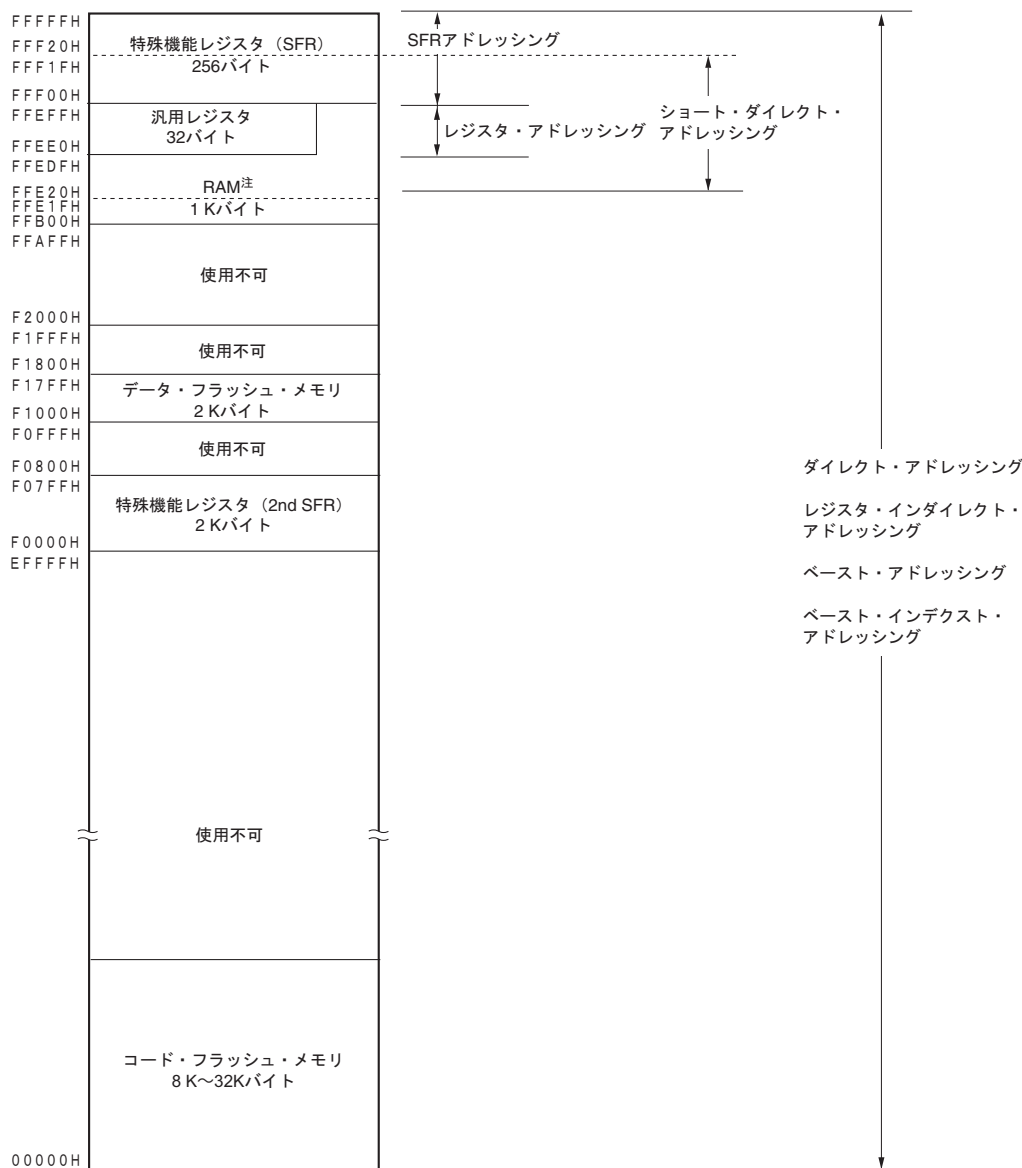 FFFFFH
FFF20H
FFF1FH
FFF00H
FFEFFH
FFEE0H
FFEDFH
FFE20H
FFE1FH
FFB00H
FFAFFH
F2000H
F1FFFH
F1800H
F17FFH
F1000H
F0FFFH
F0800H
F07FFH
F0000H
EFFFFH
00000H
特殊機能レジスタ（SFR）
256バイト
汎用レジスタ
32バイト
RAM注
1 Kバイト
使用不可
使用不可
データ・フラッシュ・メモリ
2 Kバイト
使用不可
特殊機能レジスタ（2nd SFR）
2 Kバイト
使用不可
コード・フラッシュ・メモリ
8 K～32Kバイト
SFRアドレッシング
レジスタ・アドレッシング
ショート・ダイレクト・
アドレッシング
ダイレクト・アドレッシング
レジスタ・インダイレクト・
アドレッシング
ベースト・アドレッシング
ベースト・インデクスト・
アドレッシング